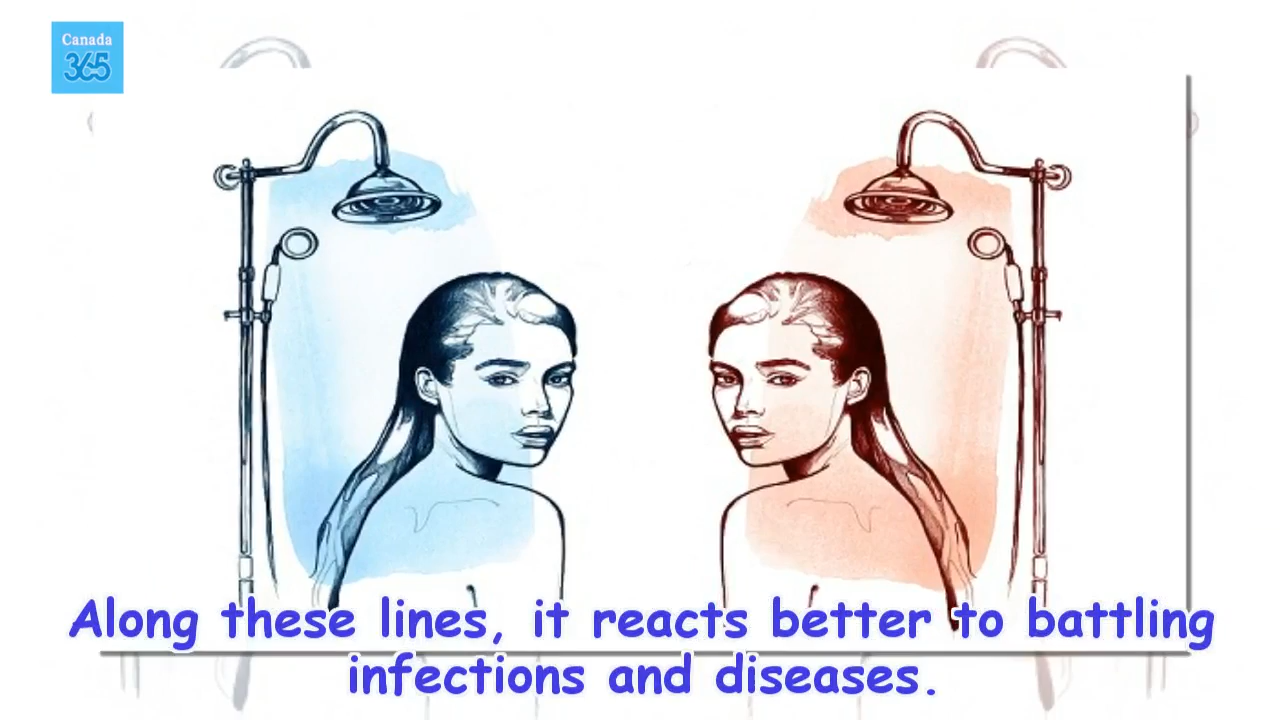 Canada
365
Along these lines, it reacts better to battling
infections and diseases.